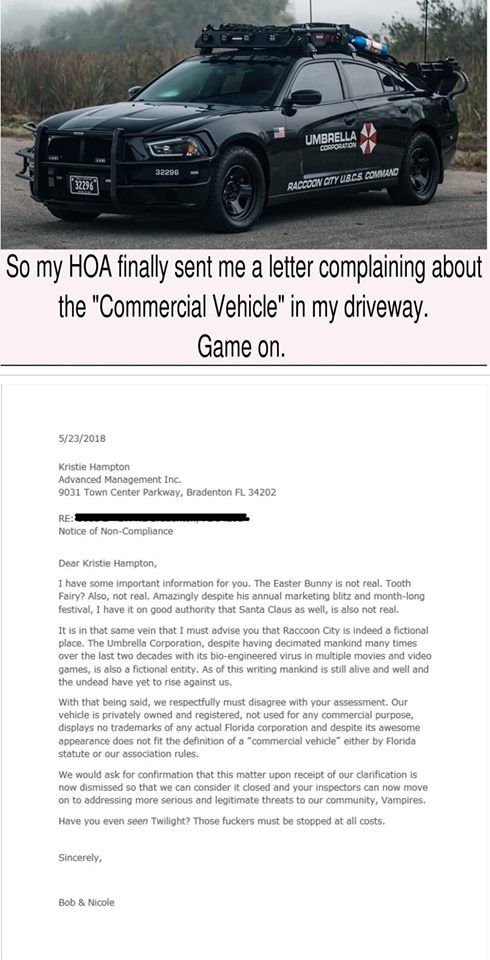 UMBRELLA
CORPORATION
32296
32296
RACCOON CITY U.B.C.S. COMMAND
So my HOA finally sent me a letter complaining about
the "Commercial Vehicle" in my driveway.
Game on.
5/23/2018
Kristie Hampton
Advanced Management Inc.
9031 Town Center Parkway, Bradenton FL 34202
RE:
Notice of Non-Compliance
Dear Kristie Hampton,
I have some important information for you. The Easter Bunny is not real. Tooth
Fairy? Also, not real. Amazingly despite his annual marketing blitz and month-long
festival, I have it on good authority that Santa Claus as well, is also not real.
It is in that same vein that I must advise you that Raccoon City is indeed a fictional
place. The Umbrella Corporation, despite having decimated mankind many times
over the last two decades with its bio-engineered virus in multiple movies and video
games, is also a fictional entity. As of this writing mankind is still alive and well and
the undead have yet to rise against us.
With that being said, we respectfully must disagree with your assessment. Our
vehicle is privately owned and registered, not used for any commercial purpose,
displays no trademarks of any actual Florida corporation and despite its awesome
appearance does not fit the definition of a "commercial vehicle" either by Florida
statute or our association rules.
We would ask for confirmation that this matter upon receipt of our clarification is
now dismissed so that we can consider it closed and your inspectors can now move
on to addressing more serious and legitimate threats to our community, Vampires.
Have you even seen Twilight? Those fuckers must be stopped at all costs.
Sincerely,
Bob & Nicole